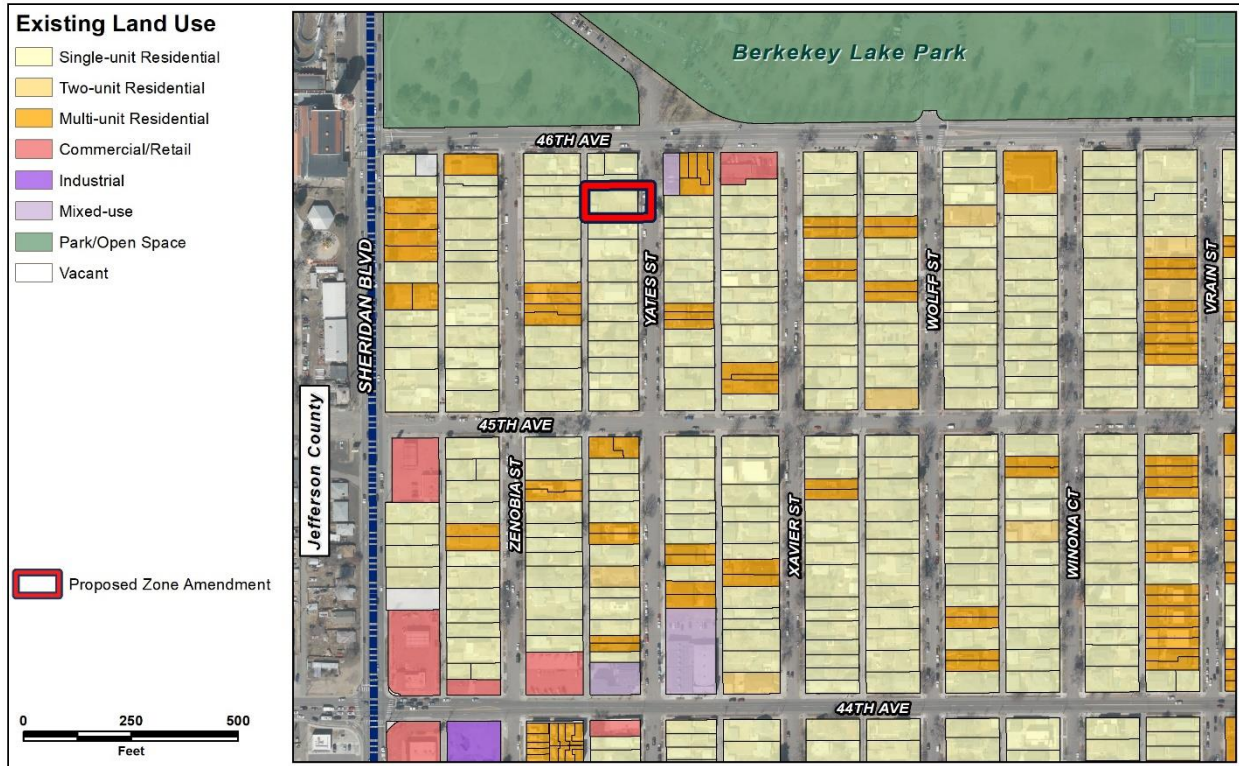 Existing Land Use
Single-unit Residential
Two-unit Residential
Multi-unit Residential
Commercial/Retail
Industrial
Mixed-use
Park/Open Space
Vacant
Proposed Zone Amendment
0 250 500
Feet
Berkekey Lake Park
46TH AVE
SHERIDAN BLVD
YATES ST
WOLFF ST
VRAIN ST
Jefferson County
45TH AVE
ZENOBIA ST
XAVIER ST
WINONA CT
44TH AVE